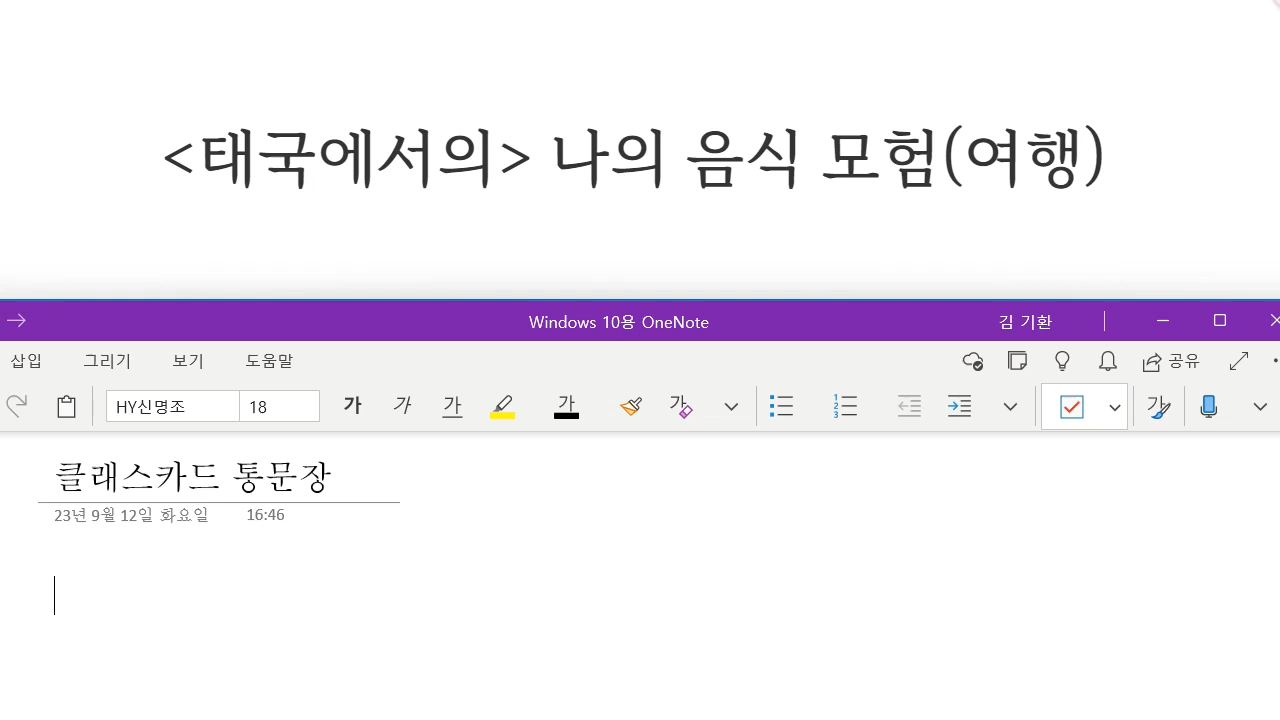 <태국에서의> 나의 음식 모험(여행)
Windows 10용 OneNote
김 기환
삽입 그리기 보기 도움말
공유
HY신명조 18 가 가 가 가 가 가
클래스카드 통문장
23년 9월 12일 화요일 16:46